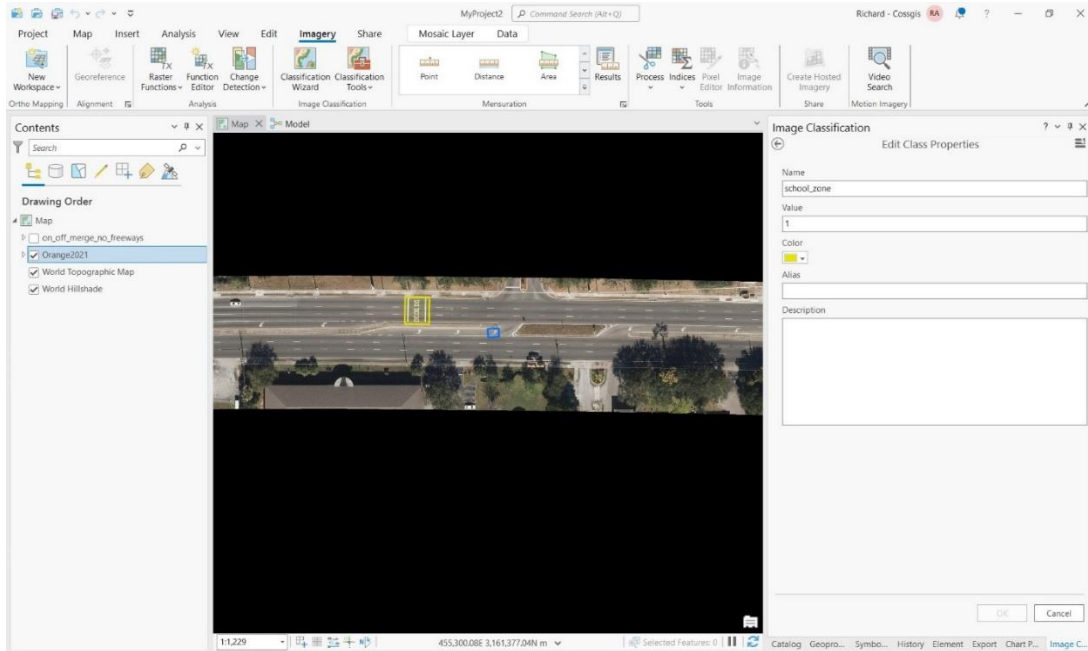 MyProject2
Command Search (Alt+Q)
Richard - Cossgis
RA
?
Project Map Insert Analysis View Edit Imagery Share Mosaic Layer Data
New Workspace
Georeference
Raster Functions
Function Editor
Change Detection
Classification Wizard
Classification Tools
Point
Distance
Area
Results
Process
Indices
Pixel Editor
Image Information
Create Hosted Imagery
Video Search
Ortho Mapping
Alignment
Analysis
Image Classification
Mensuration
Tools
Share
Motion Imagery
Contents
Search
Drawing Order
Map
on_off_merge_no_freeways
Orange2021
World Topographic Map
World Hillshade
Map
Model
1:1,229
455,300.08E 3,161,377.04N m
Selected Features: 0
Image Classification
?
Edit Class Properties
Name
school_zone
Value
1
Color
Alias
Description
OK
Cancel
Catalog Geopro... Symbo... History Element Export Chart P... Image C...